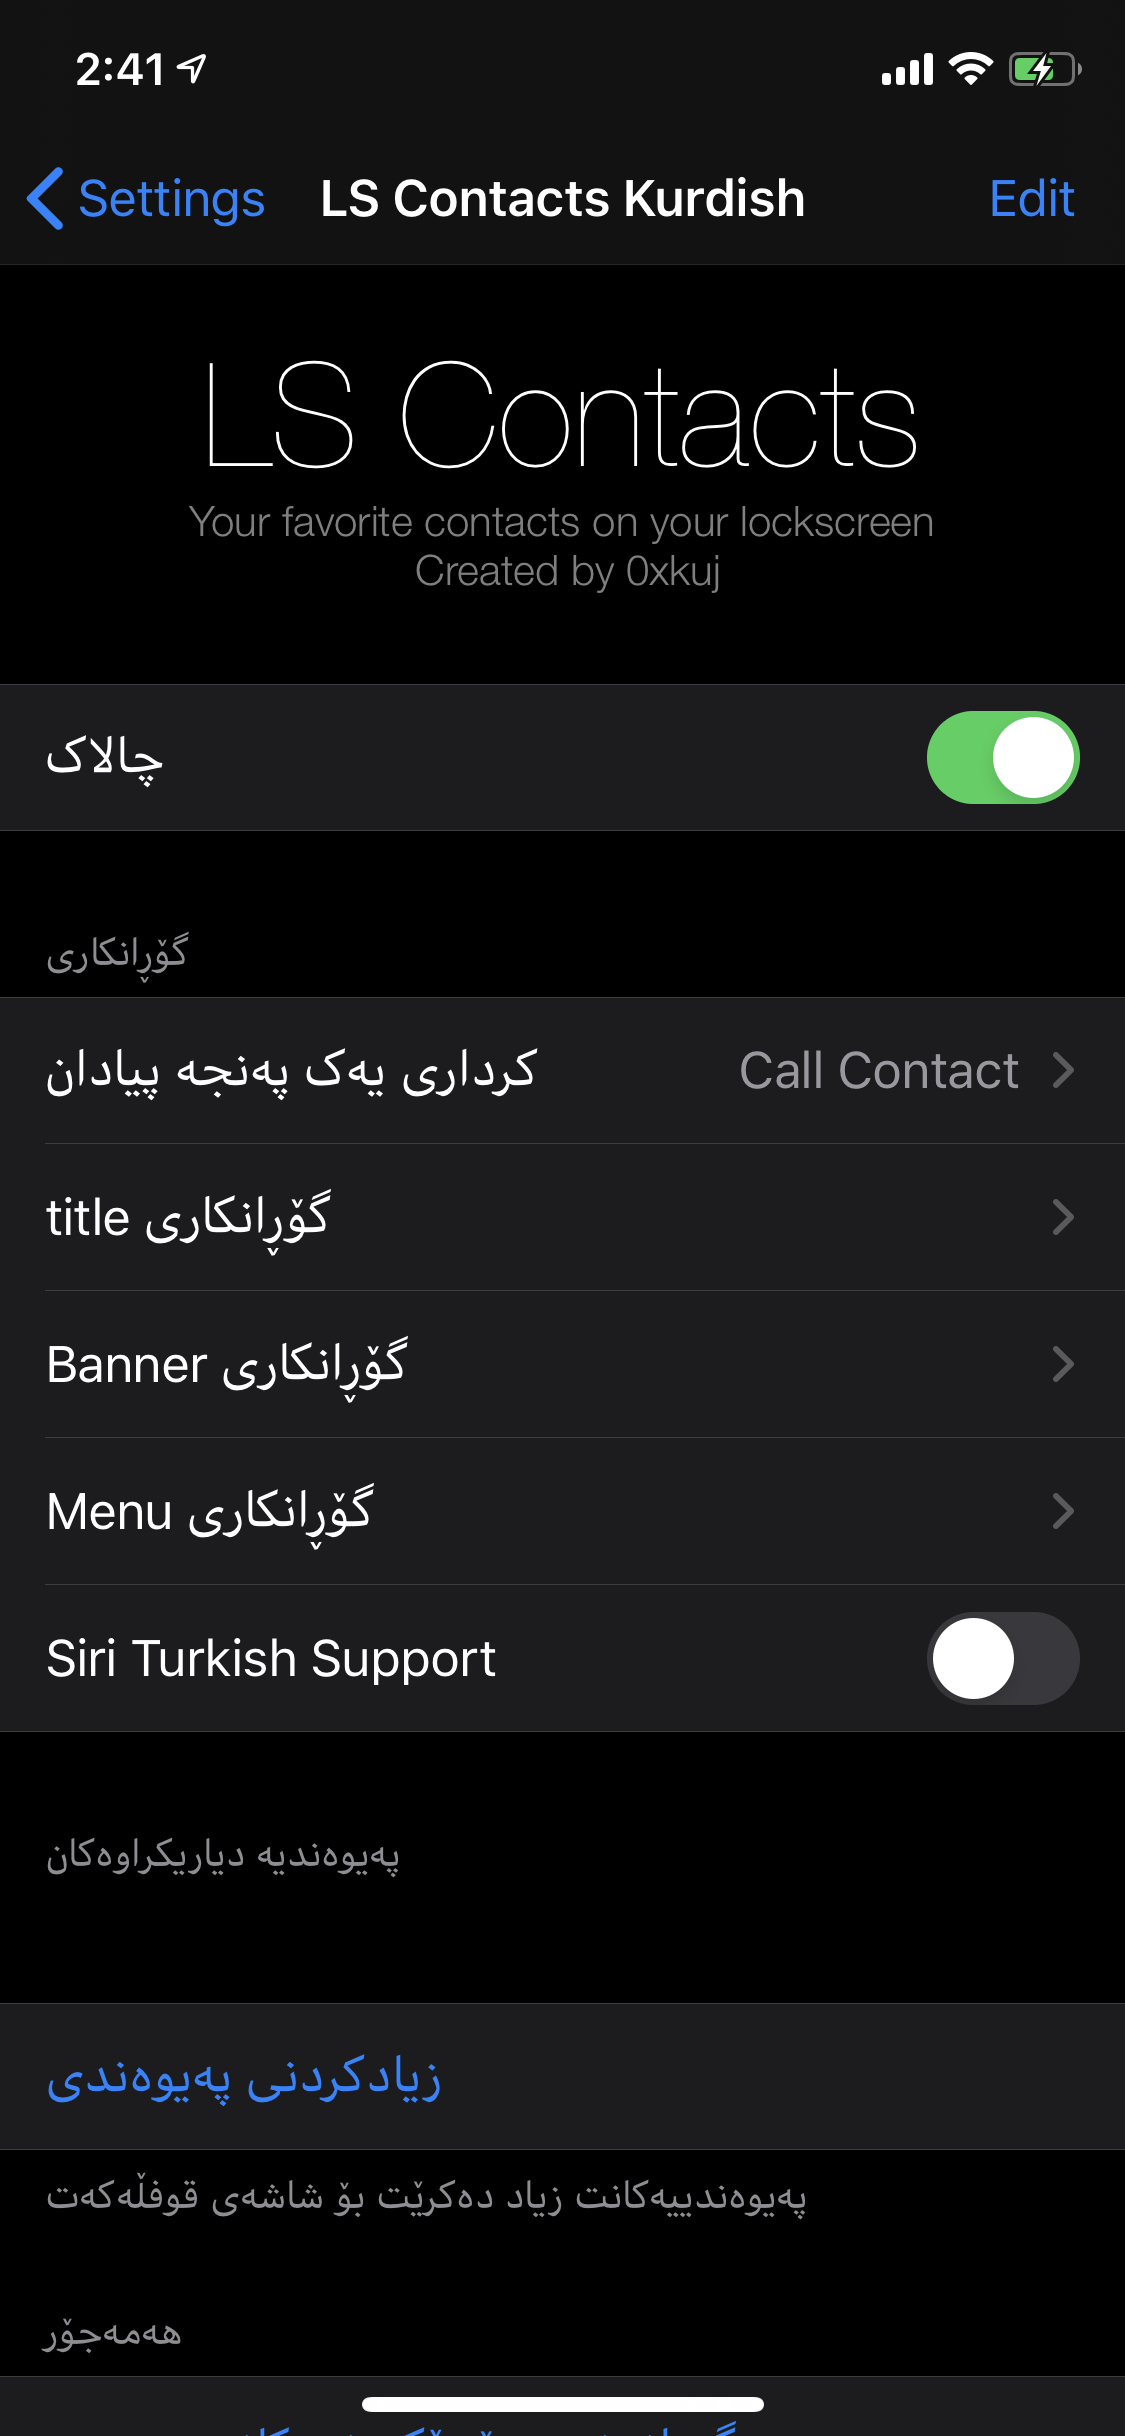 2:41
Settings
LS Contacts Kurdish
Edit
LS Contacts
Your favorite contacts on your lockscreen
Created by 0xkuj
چالاک
گۆڕانکاری
کرداری یەک پەنجە پیادان
Call Contact
title گۆڕانکاری
Banner گۆڕانکاری
Menu گۆڕانکاری
Siri Turkish Support
پەیوەندیە دیاریکراوەکان
زیادکردنی پەیوەندی
پەیوەندییەکانت زیاد دەکرێت بۆ شاشەی قوفڵەکەت
هەمەجۆر